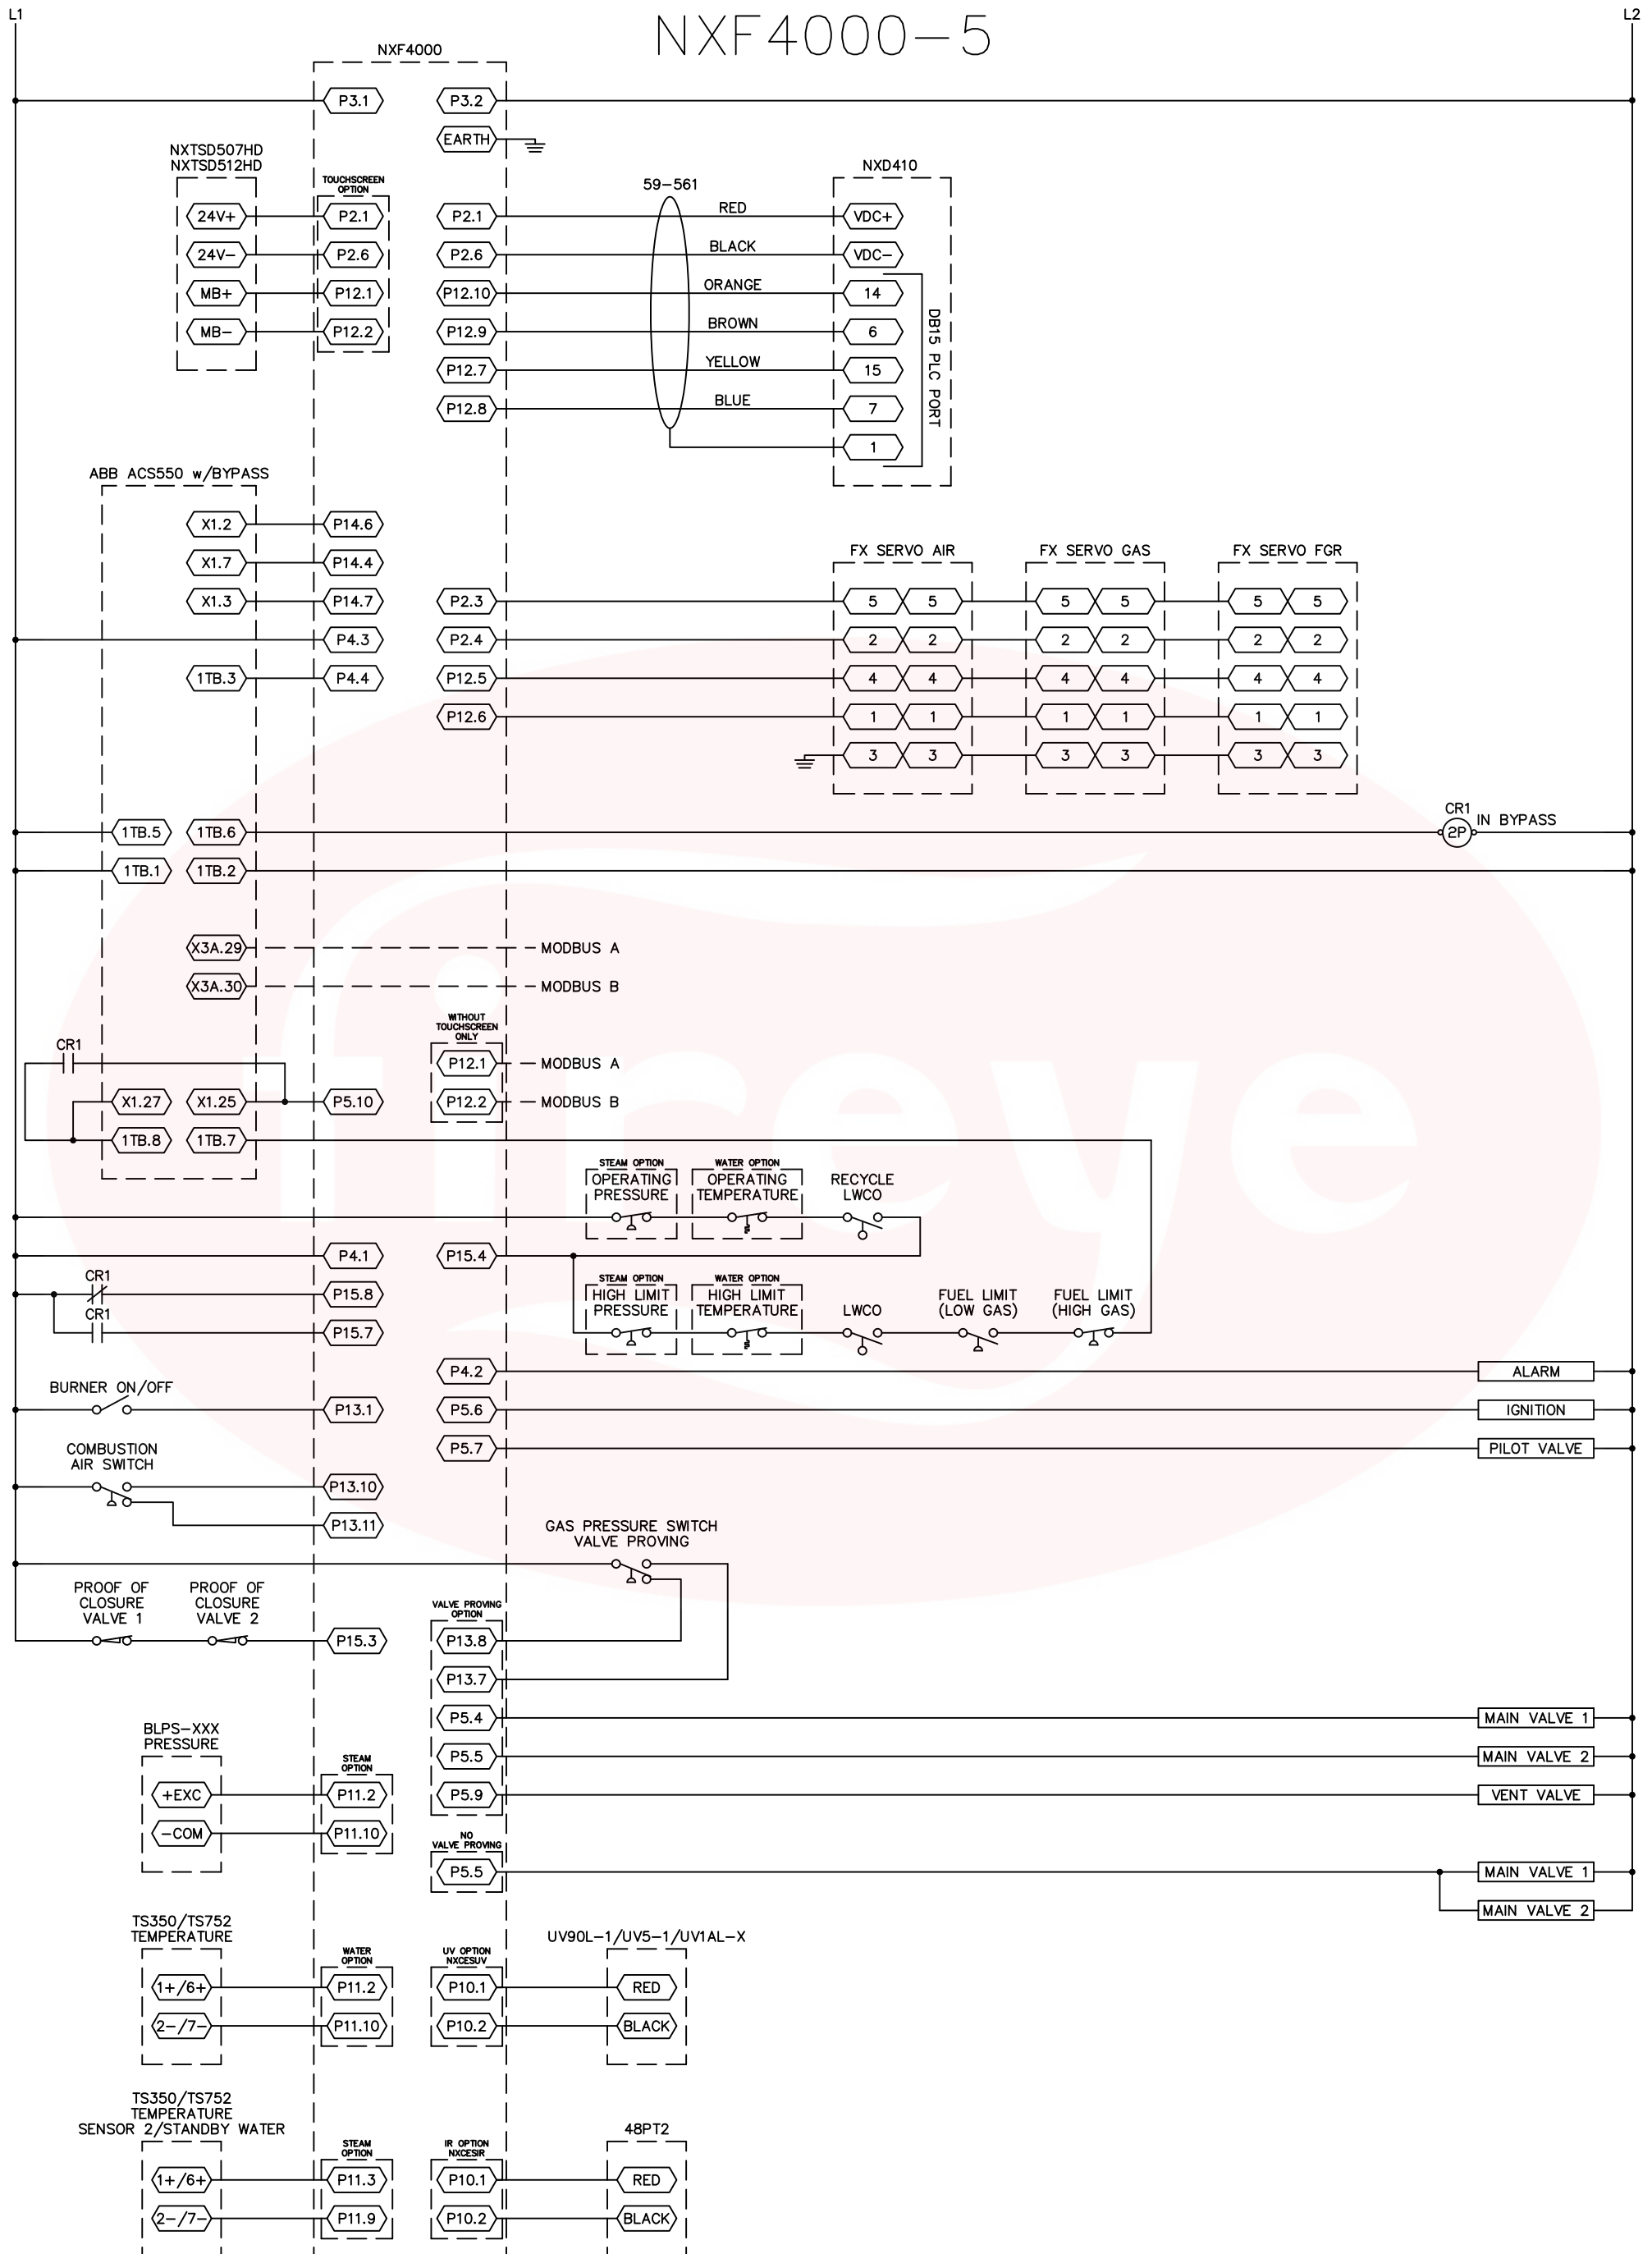 L1
NXF4000-5
L2
NXF4000
P3.1
P3.2
EARTH
NXTSD507HD
NXTSD512HD
TOUCHSCREEN
OPTION
59-561
NXD410
24V+
P2.1
P2.1
RED
VDC+
24V-
P2.6
P2.6
BLACK
VDC-
MB+
P12.1
P12.10
ORANGE
14
MB-
P12.2
P12.9
BROWN
6
P12.7
YELLOW
15
P12.8
BLUE
7
1
DB15 PLC PORT
ABB ACS550 w/BYPASS
X1.2
P14.6
X1.7
P14.4
FX SERVO AIR
FX SERVO GAS
FX SERVO FGR
X1.3
P14.7
P2.3
5
5
5
5
5
5
P4.3
P2.4
2
2
2
2
2
2
1TB.3
P4.4
P12.5
4
4
4
4
4
4
P12.6
1
1
1
1
1
1
3
3
3
3
3
3
CR1
1TB.5
1TB.6
2P
IN BYPASS
1TB.1
1TB.2
X3A.29
MODBUS A
X3A.30
MODBUS B
WITHOUT
TOUCHSCREEN
ONLY
CR1
P12.1
MODBUS A
X1.27
X1.25
P5.10
P12.2
MODBUS B
1TB.8
1TB.7
fireye
STEAM OPTION
OPERATING
PRESSURE
WATER OPTION
OPERATING
TEMPERATURE
RECYCLE
LWCO
P4.1
P15.4
CR1
P15.8
STEAM OPTION
HIGH LIMIT
PRESSURE
WATER OPTION
HIGH LIMIT
TEMPERATURE
LWCO
FUEL LIMIT
(LOW GAS)
FUEL LIMIT
(HIGH GAS)
CR1
P15.7
P4.2
ALARM
BURNER ON/OFF
P13.1
P5.6
IGNITION
P5.7
PILOT VALVE
COMBUSTION
AIR SWITCH
P13.10
P13.11
GAS PRESSURE SWITCH
VALVE PROVING
PROOF OF
CLOSURE
VALVE 1
PROOF OF
CLOSURE
VALVE 2
P15.3
VALVE PROVING
OPTION
P13.8
P13.7
P5.4
MAIN VALVE 1
BLPS-XXX
PRESSURE
STEAM
OPTION
P5.5
MAIN VALVE 2
+EXC
P11.2
P5.9
VENT VALVE
-COM
P11.10
NO
VALVE PROVING
P5.5
MAIN VALVE 1
MAIN VALVE 2
TS350/TS752
TEMPERATURE
WATER
OPTION
UV OPTION
NXCESUV
UV90L-1/UV5-1/UV1AL-X
1+/6+
P11.2
P10.1
RED
2-/7-
P11.10
P10.2
BLACK
TS350/TS752
TEMPERATURE
SENSOR 2/STANDBY WATER
STEAM
OPTION
IR OPTION
NXCESIR
48PT2
1+/6+
P11.3
P10.1
RED
2-/7-
P11.9
P10.2
BLACK